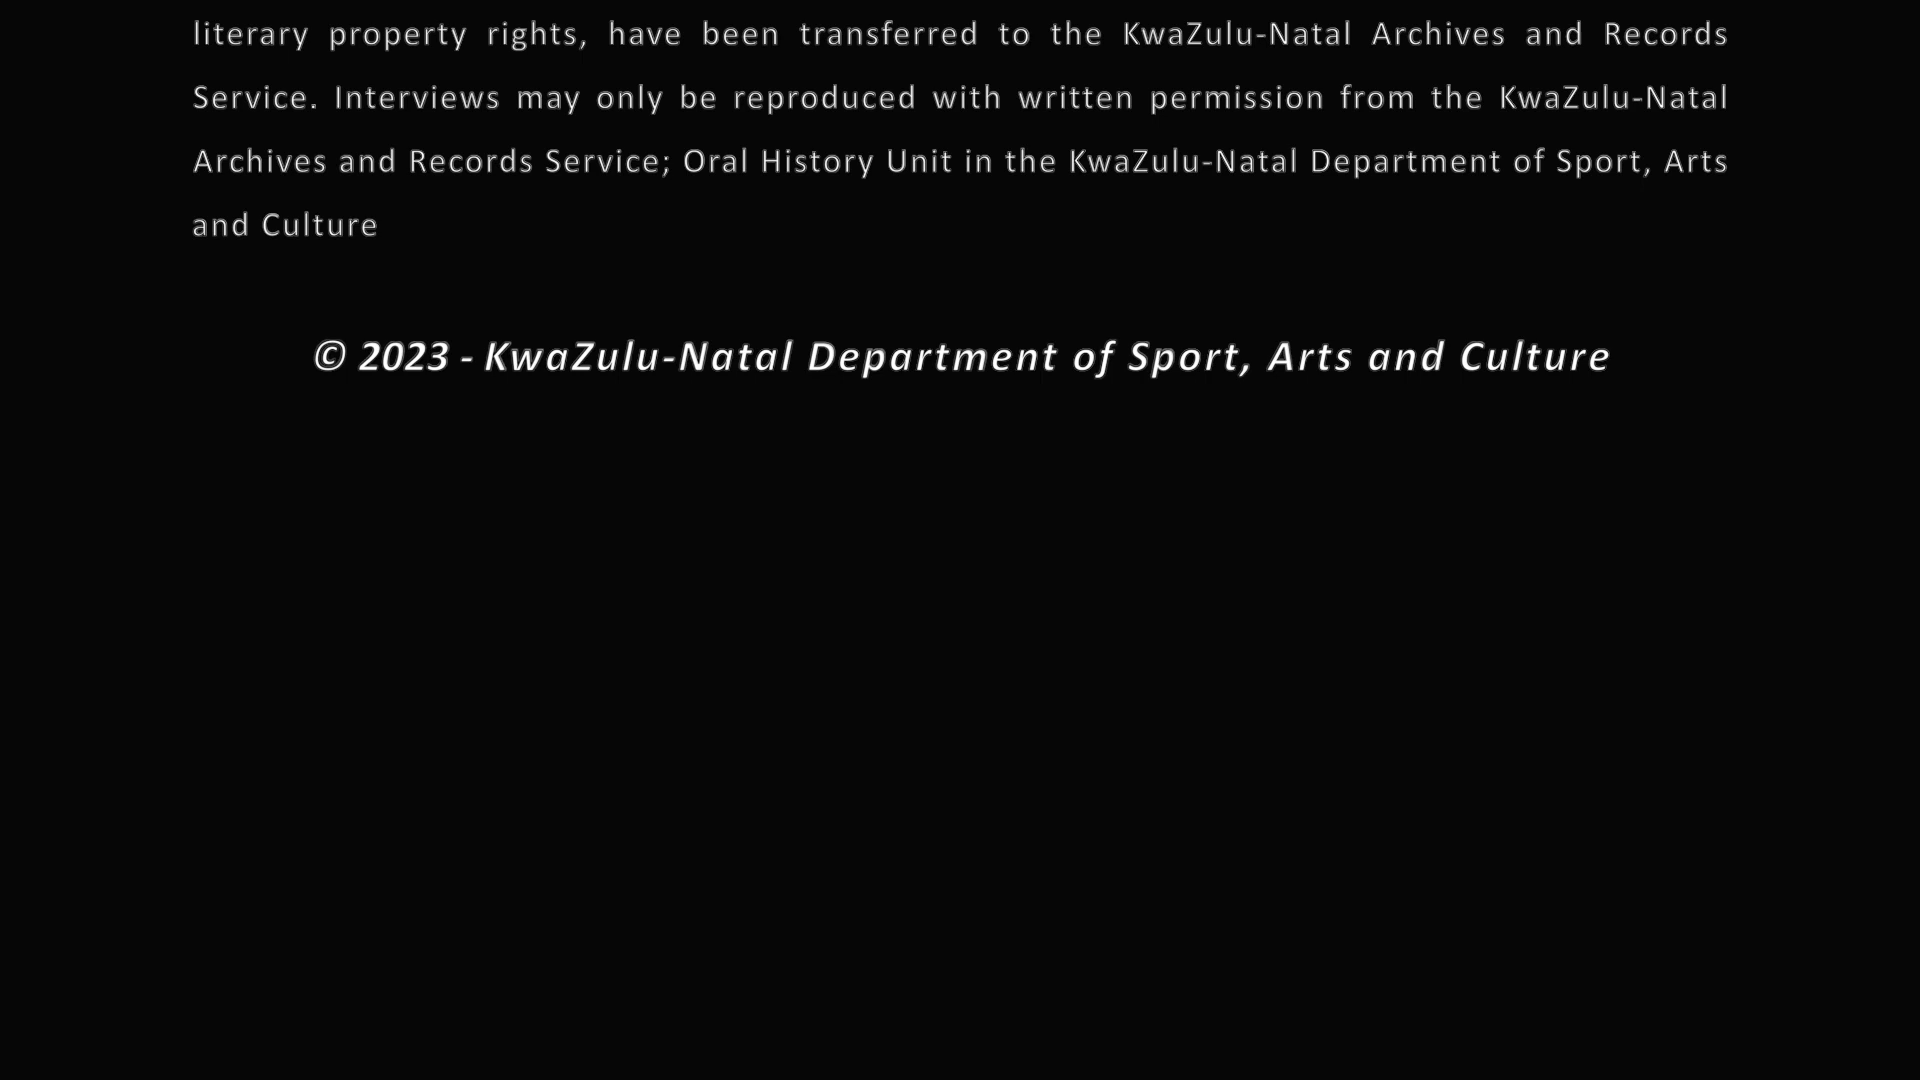 literary property rights, have been transferred to the KwaZulu-Natal Archives and Records
Service. Interviews may only be reproduced with written permission from the KwaZulu-Natal
Archives and Records Service; Oral History Unit in the KwaZulu-Natal Department of Sport, Arts
and Culture
© 2023 - KwaZulu-Natal Department of Sport, Arts and Culture